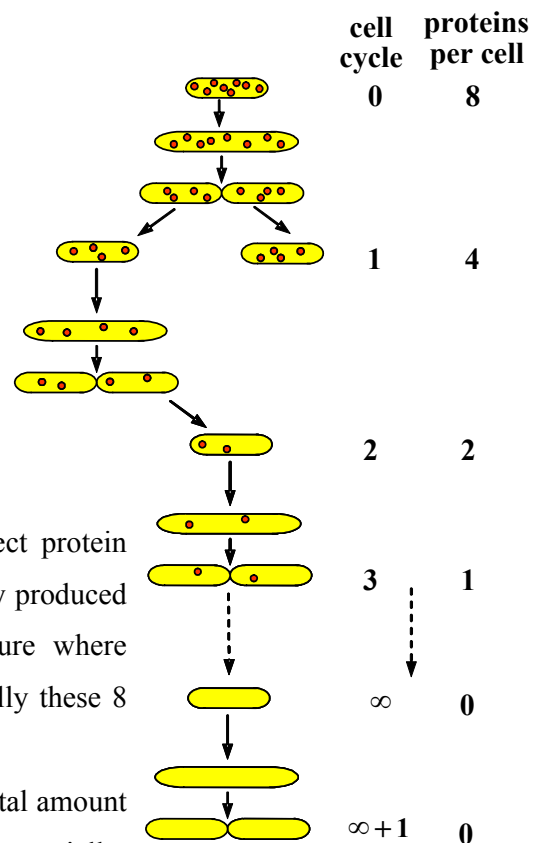 cell proteins
cycle per cell
0 8
1 4
2 2
ect protein
y produced
3 1
ure where
lly these 8
∞ 0
tal amount
∞+1 0